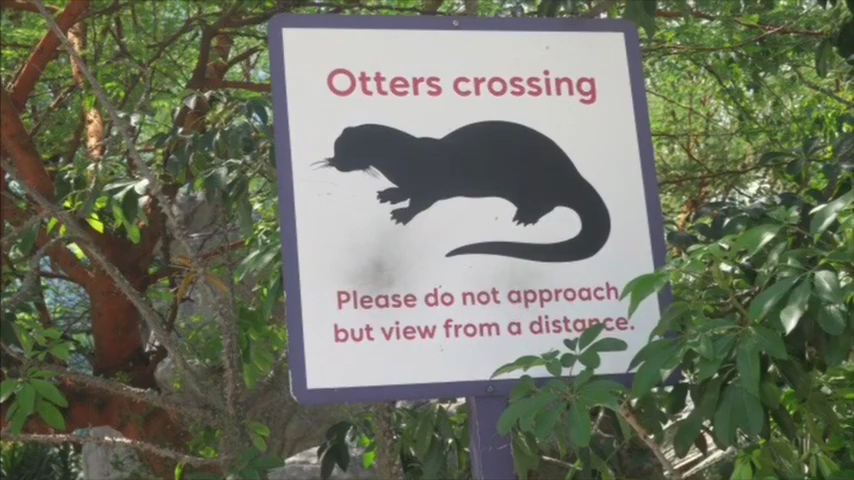 Otters crossing
Please do not approach
but view from a distance.